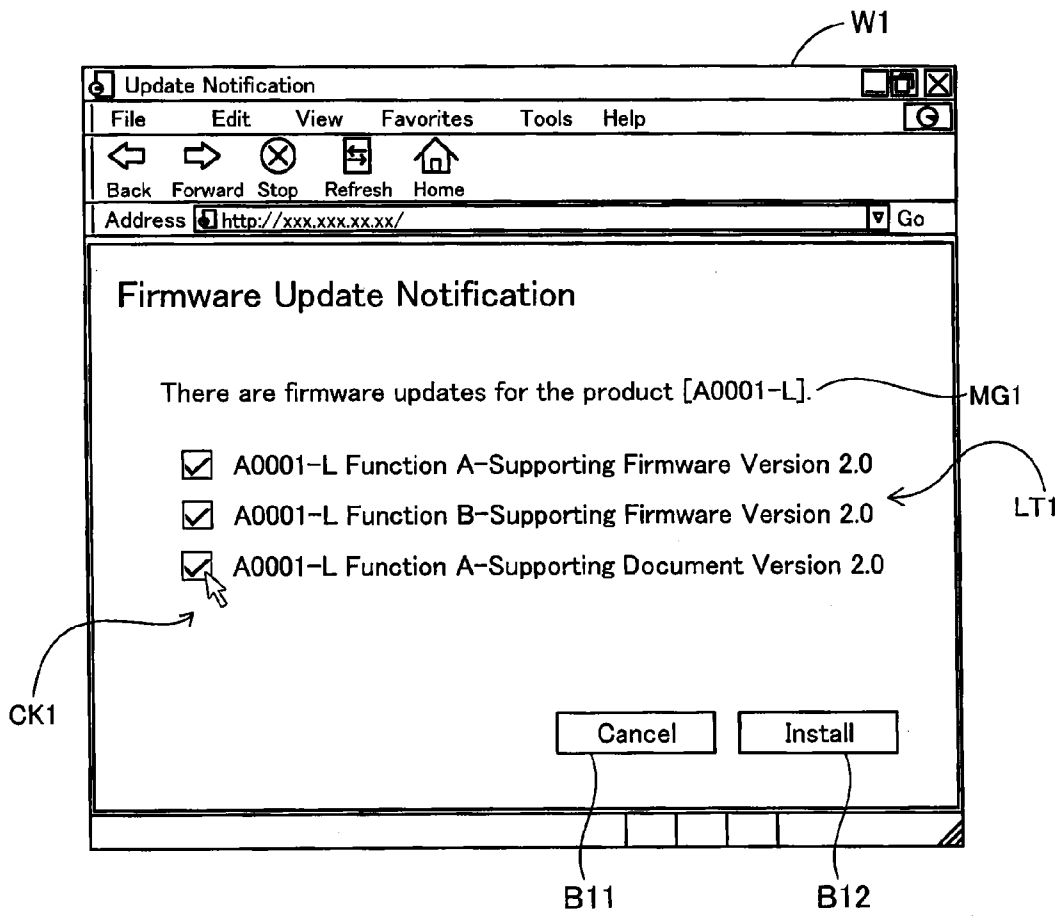 W1
Update Notification
File Edit View Favorites Tools Help
Back Forward Stop Refresh Home
Address http://xxx.xxx.xx.xx/ Go
Firmware Update Notification
There are firmware updates for the product [A0001-L].
MG1
A0001-L Function A-Supporting Firmware Version 2.0
A0001-L Function B-Supporting Firmware Version 2.0
LT1
A0001-L Function A-Supporting Document Version 2.0
CK1
Cancel Install
B11 B12